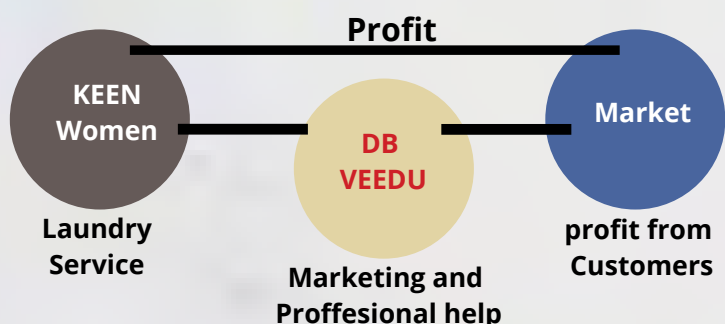 Profit
KEEN
Women
Market
DB
VEEDU
Laundry
Service
profit from
Customers
Marketing and
Proffesional help